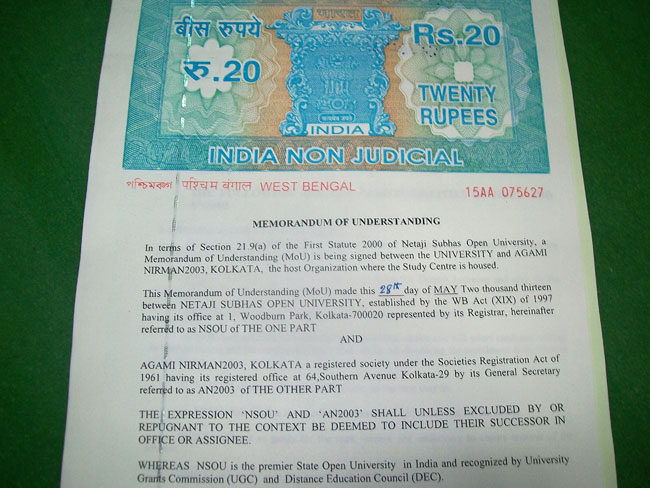 भारत
बीस रुपये
Rs.20
रु.20
TWENTY
RUPEES
सत्यमेव जयते
INDIA
INDIA NON JUDICIAL
পশ্চিমবঙ্গ पश्चिम बंगाल WEST BENGAL
15AA 075627
MEMORANDUM OF UNDERSTANDING
In terms of Section 21.9(a) of the First Statute 2000 of Netaji Subhas Open University, a
Memorandum of Understanding (MoU) is being signed between the UNIVERSITY and AGAMI
NIRMAN2003, KOLKATA, the host Organization where the Study Centre is housed.
This Memorandum of Understanding (MoU) made this 28th day of MAY Two thousand thirteen
between NETAJI SUBHAS OPEN UNIVERSITY, established by the WB Act (XIX) of 1997
having its office at 1, Woodburn Park, Kolkata-700020 represented by its Registrar, hereinafter
referred to as NSOU of THE ONE PART
AND
AGAMI NIRMAN2003, KOLKATA a registered society under the Societies Registration Act of
1961 having its registered office at 64,Southern Avenue Kolkata-29 by its General Secretary
referred to as AN2003 of THE OTHER PART
THE EXPRESSION 'NSOU' AND 'AN2003' SHALL UNLESS EXCLUDED BY OR
REPUGNANT TO THE CONTEXT BE DEEMED TO INCLUDE THEIR SUCCESSOR IN
OFFICE OR ASSIGNEE.
WHEREAS NSOU is the premier State Open University in India and recognized by University
Grants Commission (UGC) and Distance Education Council (DEC).